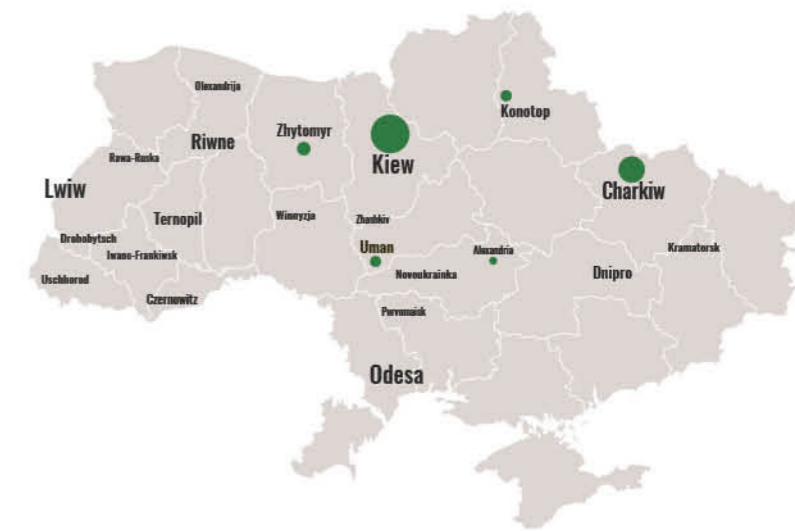 Olexandrija
Konotop
Zhytomyr
Riwne
Rawa-Ruska
Kiew
Lwiw
Charkiw
Ternopil
Winnyzja
Zhashkiv
Drohobytsch
Uman
Alexandria
Kramatorsk
Iwano-Frankiwsk
Uschhorod
Novoukrainka
Dnipro
Czernowitz
Pervomaisk
Odesa